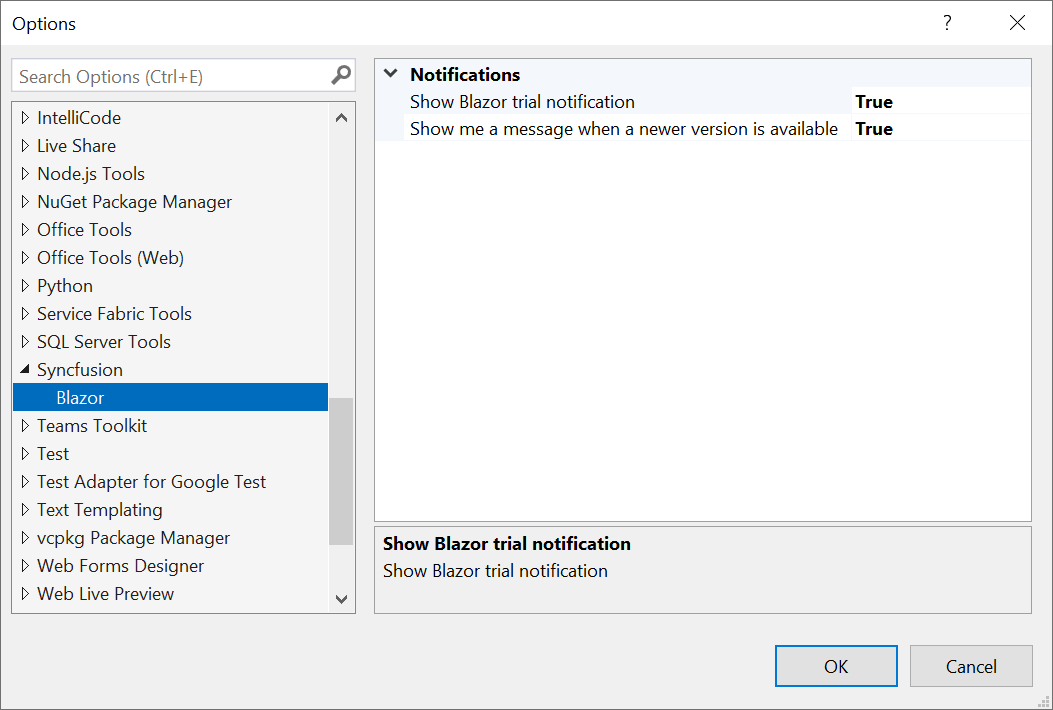 Options
?
Search Options (Ctrl+E)
IntelliCode
Live Share
Node.js Tools
NuGet Package Manager
Office Tools
Office Tools (Web)
Python
Service Fabric Tools
SQL Server Tools
Syncfusion
Blazor
Teams Toolkit
Test
Test Adapter for Google Test
Text Templating
vcpkg Package Manager
Web Forms Designer
Web Live Preview
Notifications
Show Blazor trial notification True
Show me a message when a newer version is available True
Show Blazor trial notification
Show Blazor trial notification
OK Cancel